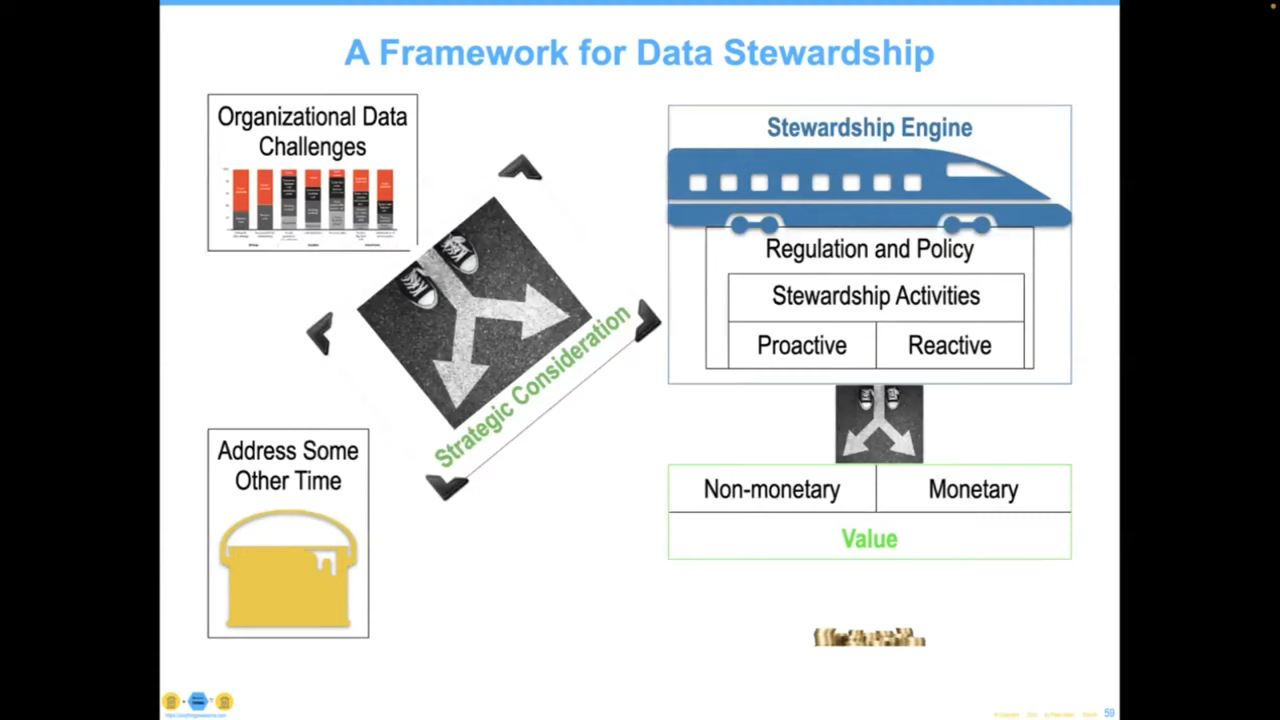 A Framework for Data Stewardship
Organizational Data
Challenges
Strategic Consideration
Address Some
Other Time
Stewardship Engine
Regulation and Policy
Stewardship Activities
Proactive
Reactive
Non-monetary
Monetary
Value
59